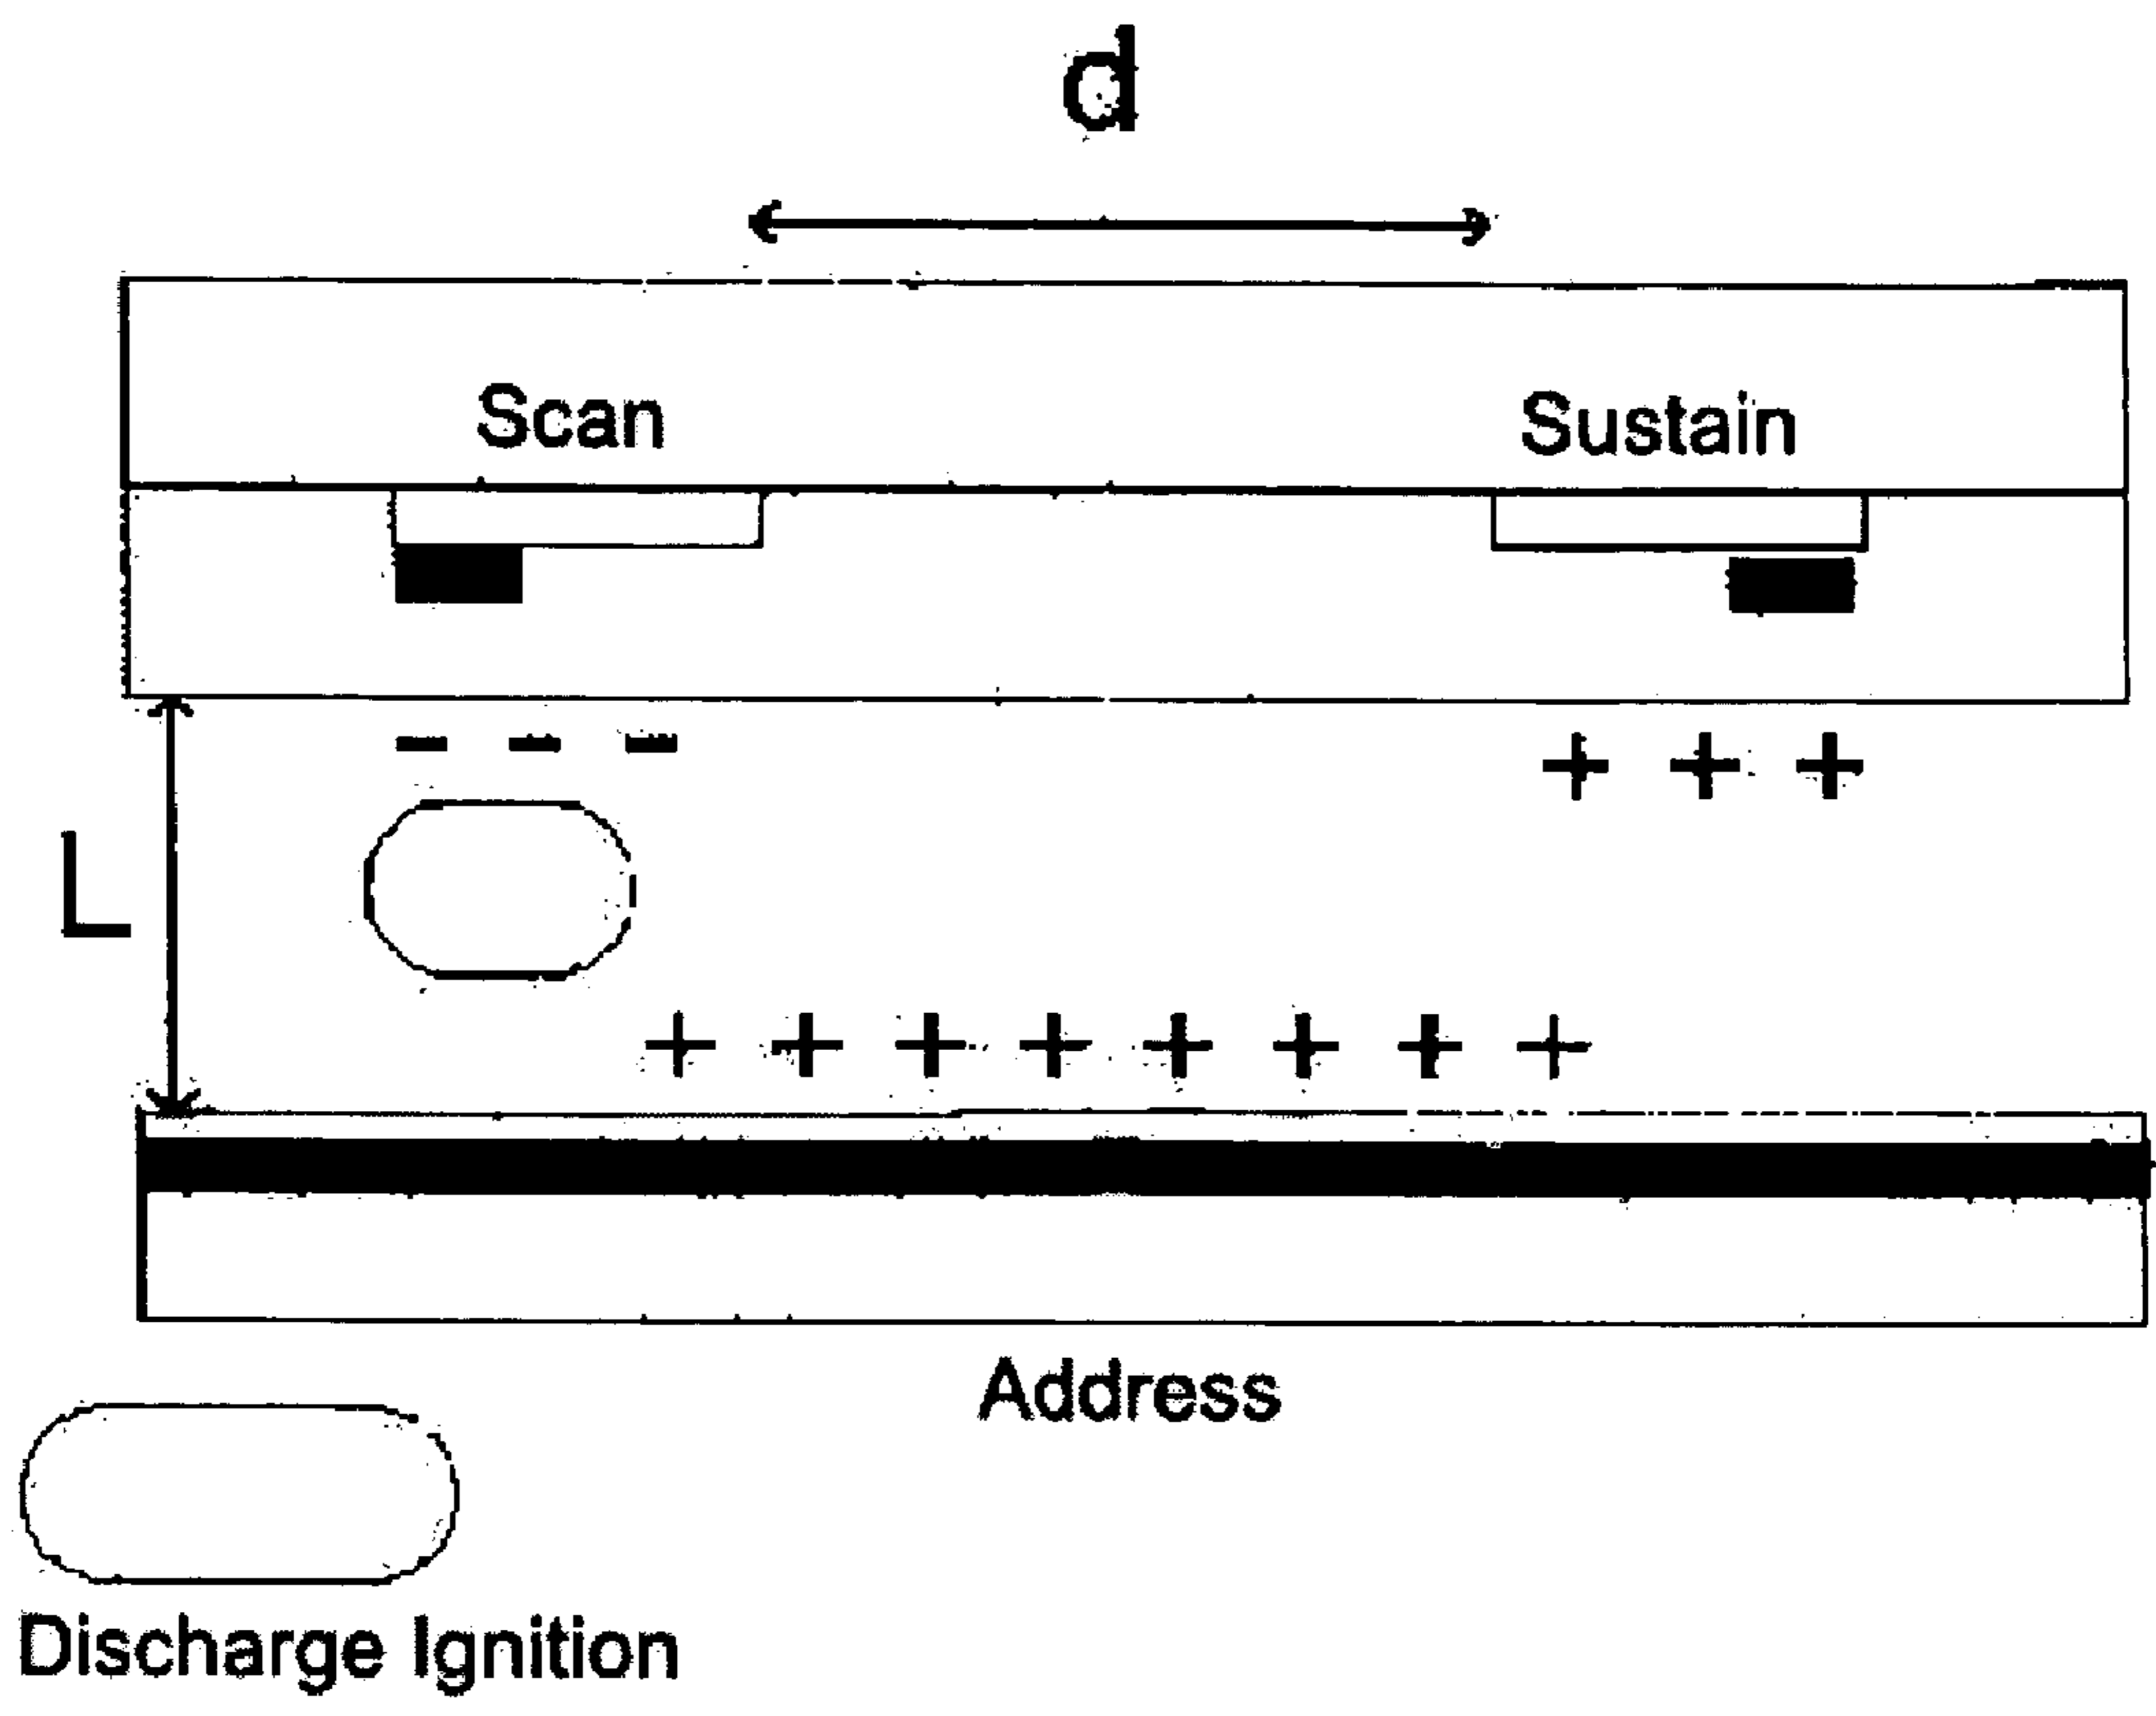 d
Scan Sustain
- - - + + +
L
+ + + + + + + +
Address
Discharge Ignition